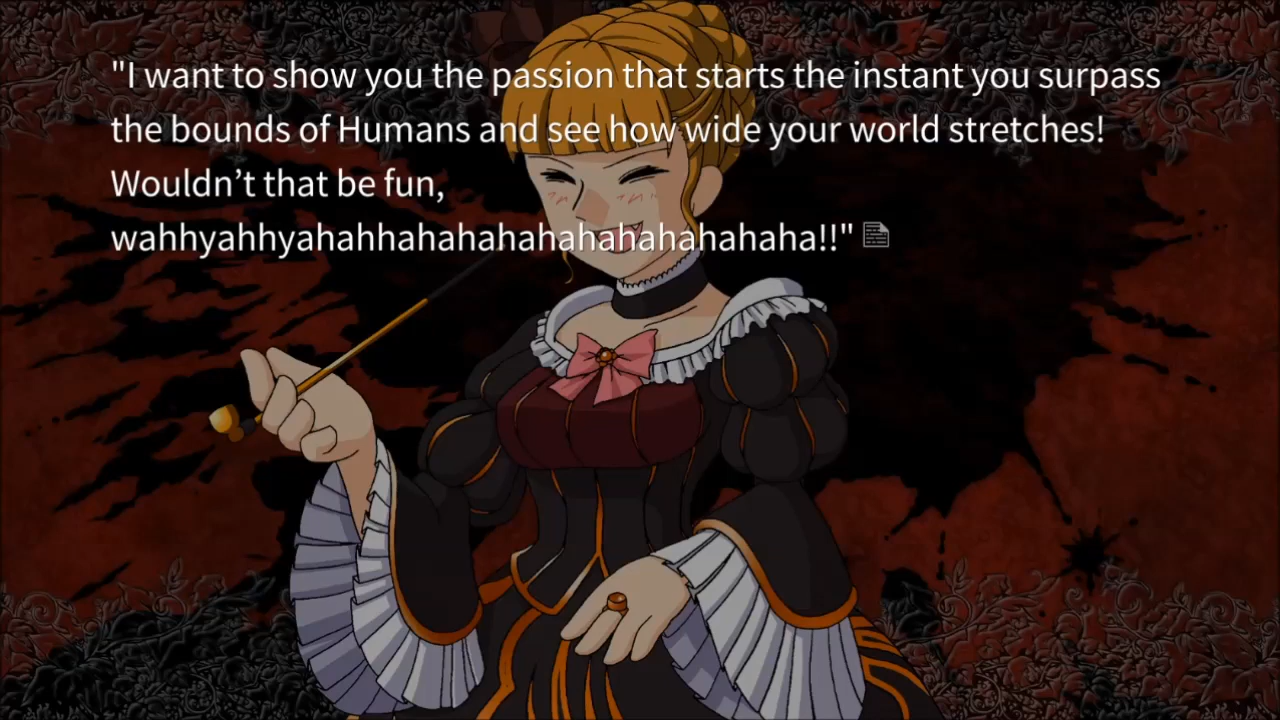 "I want to show you the passion that starts the instant you surpass
the bounds of Humans and see how wide your world stretches!
Wouldn’t that be fun,
wahhyahhyahahhahahahahahahahahahahaha!!"